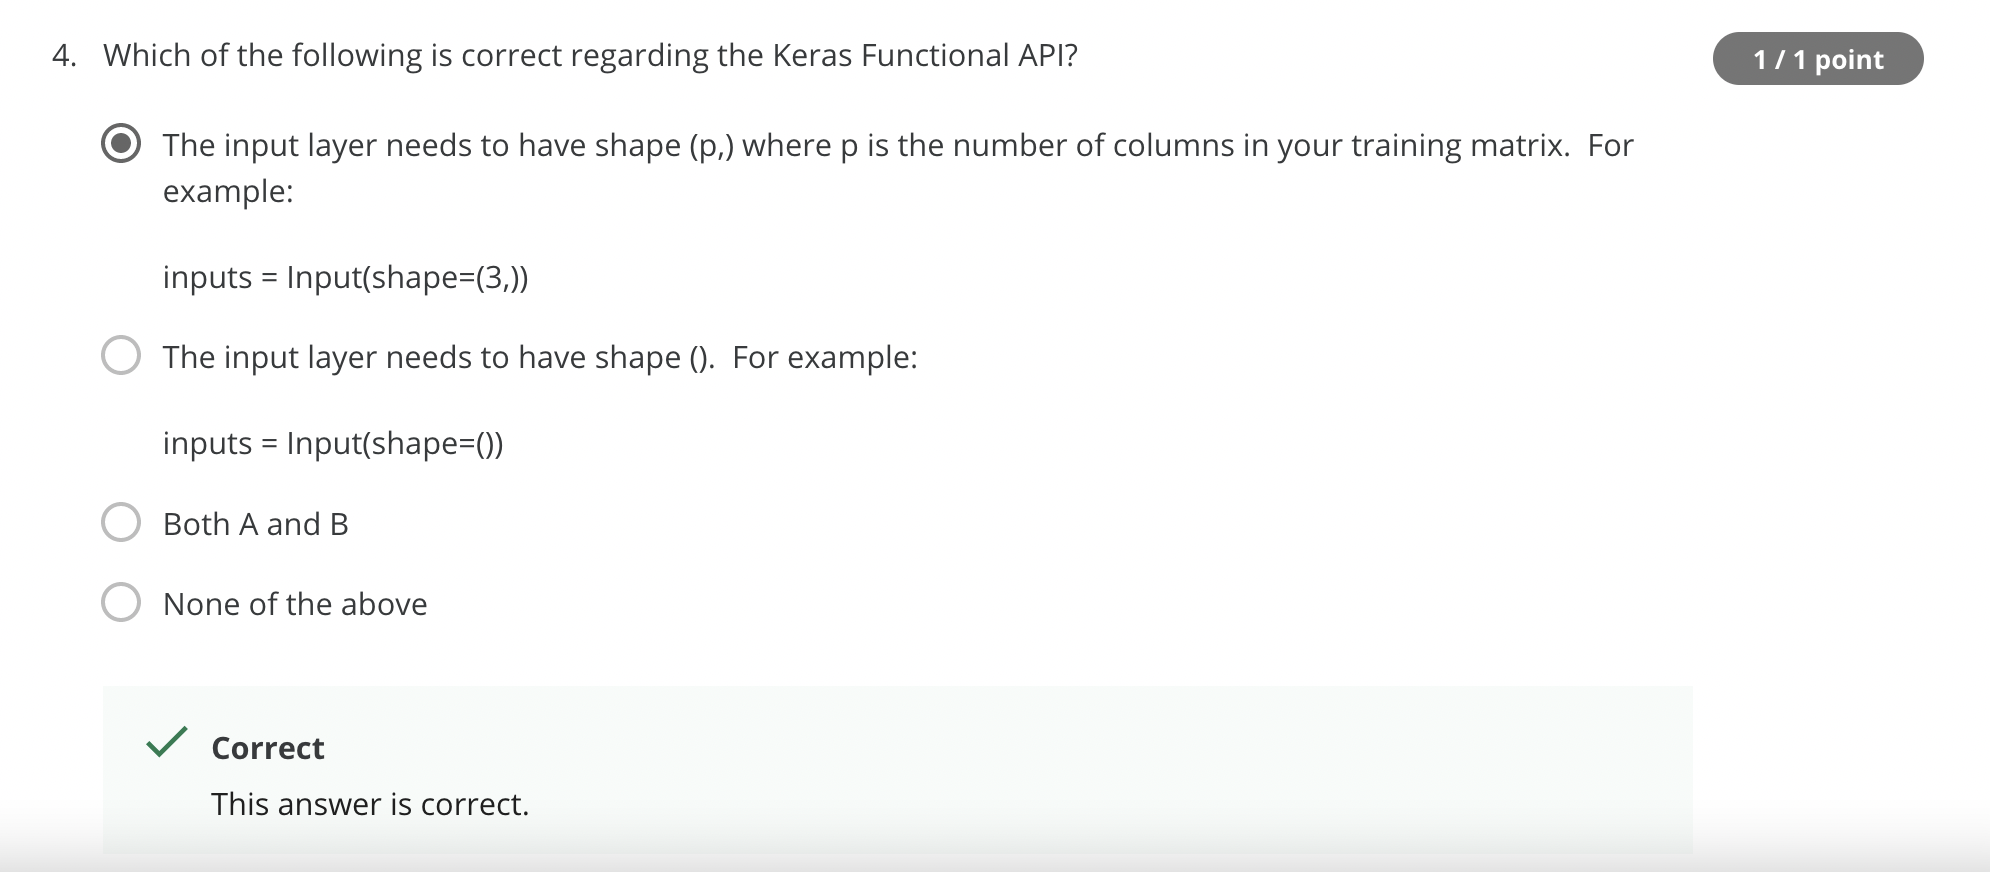 4. Which of the following is correct regarding the Keras Functional API?
1 / 1 point
The input layer needs to have shape (p,) where p is the number of columns in your training matrix.  For
example:
inputs = Input(shape=(3,))
The input layer needs to have shape ().  For example:
inputs = Input(shape=())
Both A and B
None of the above
Correct
This answer is correct.